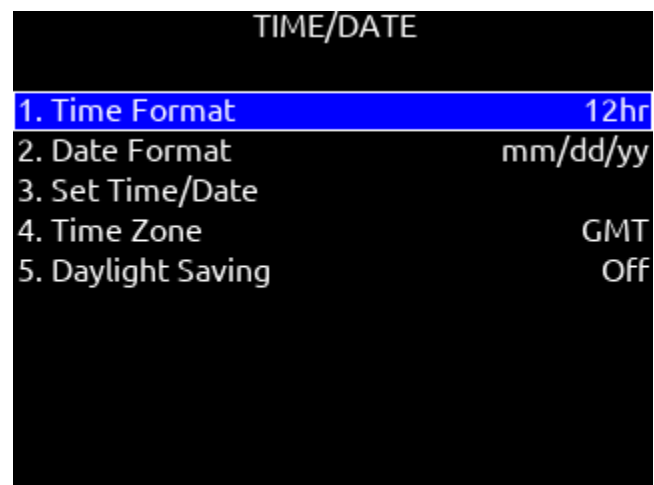 TIME/DATE
1. Time Format 12hr
2. Date Format mm/dd/yy
3. Set Time/Date
4. Time Zone GMT
5. Daylight Saving Off